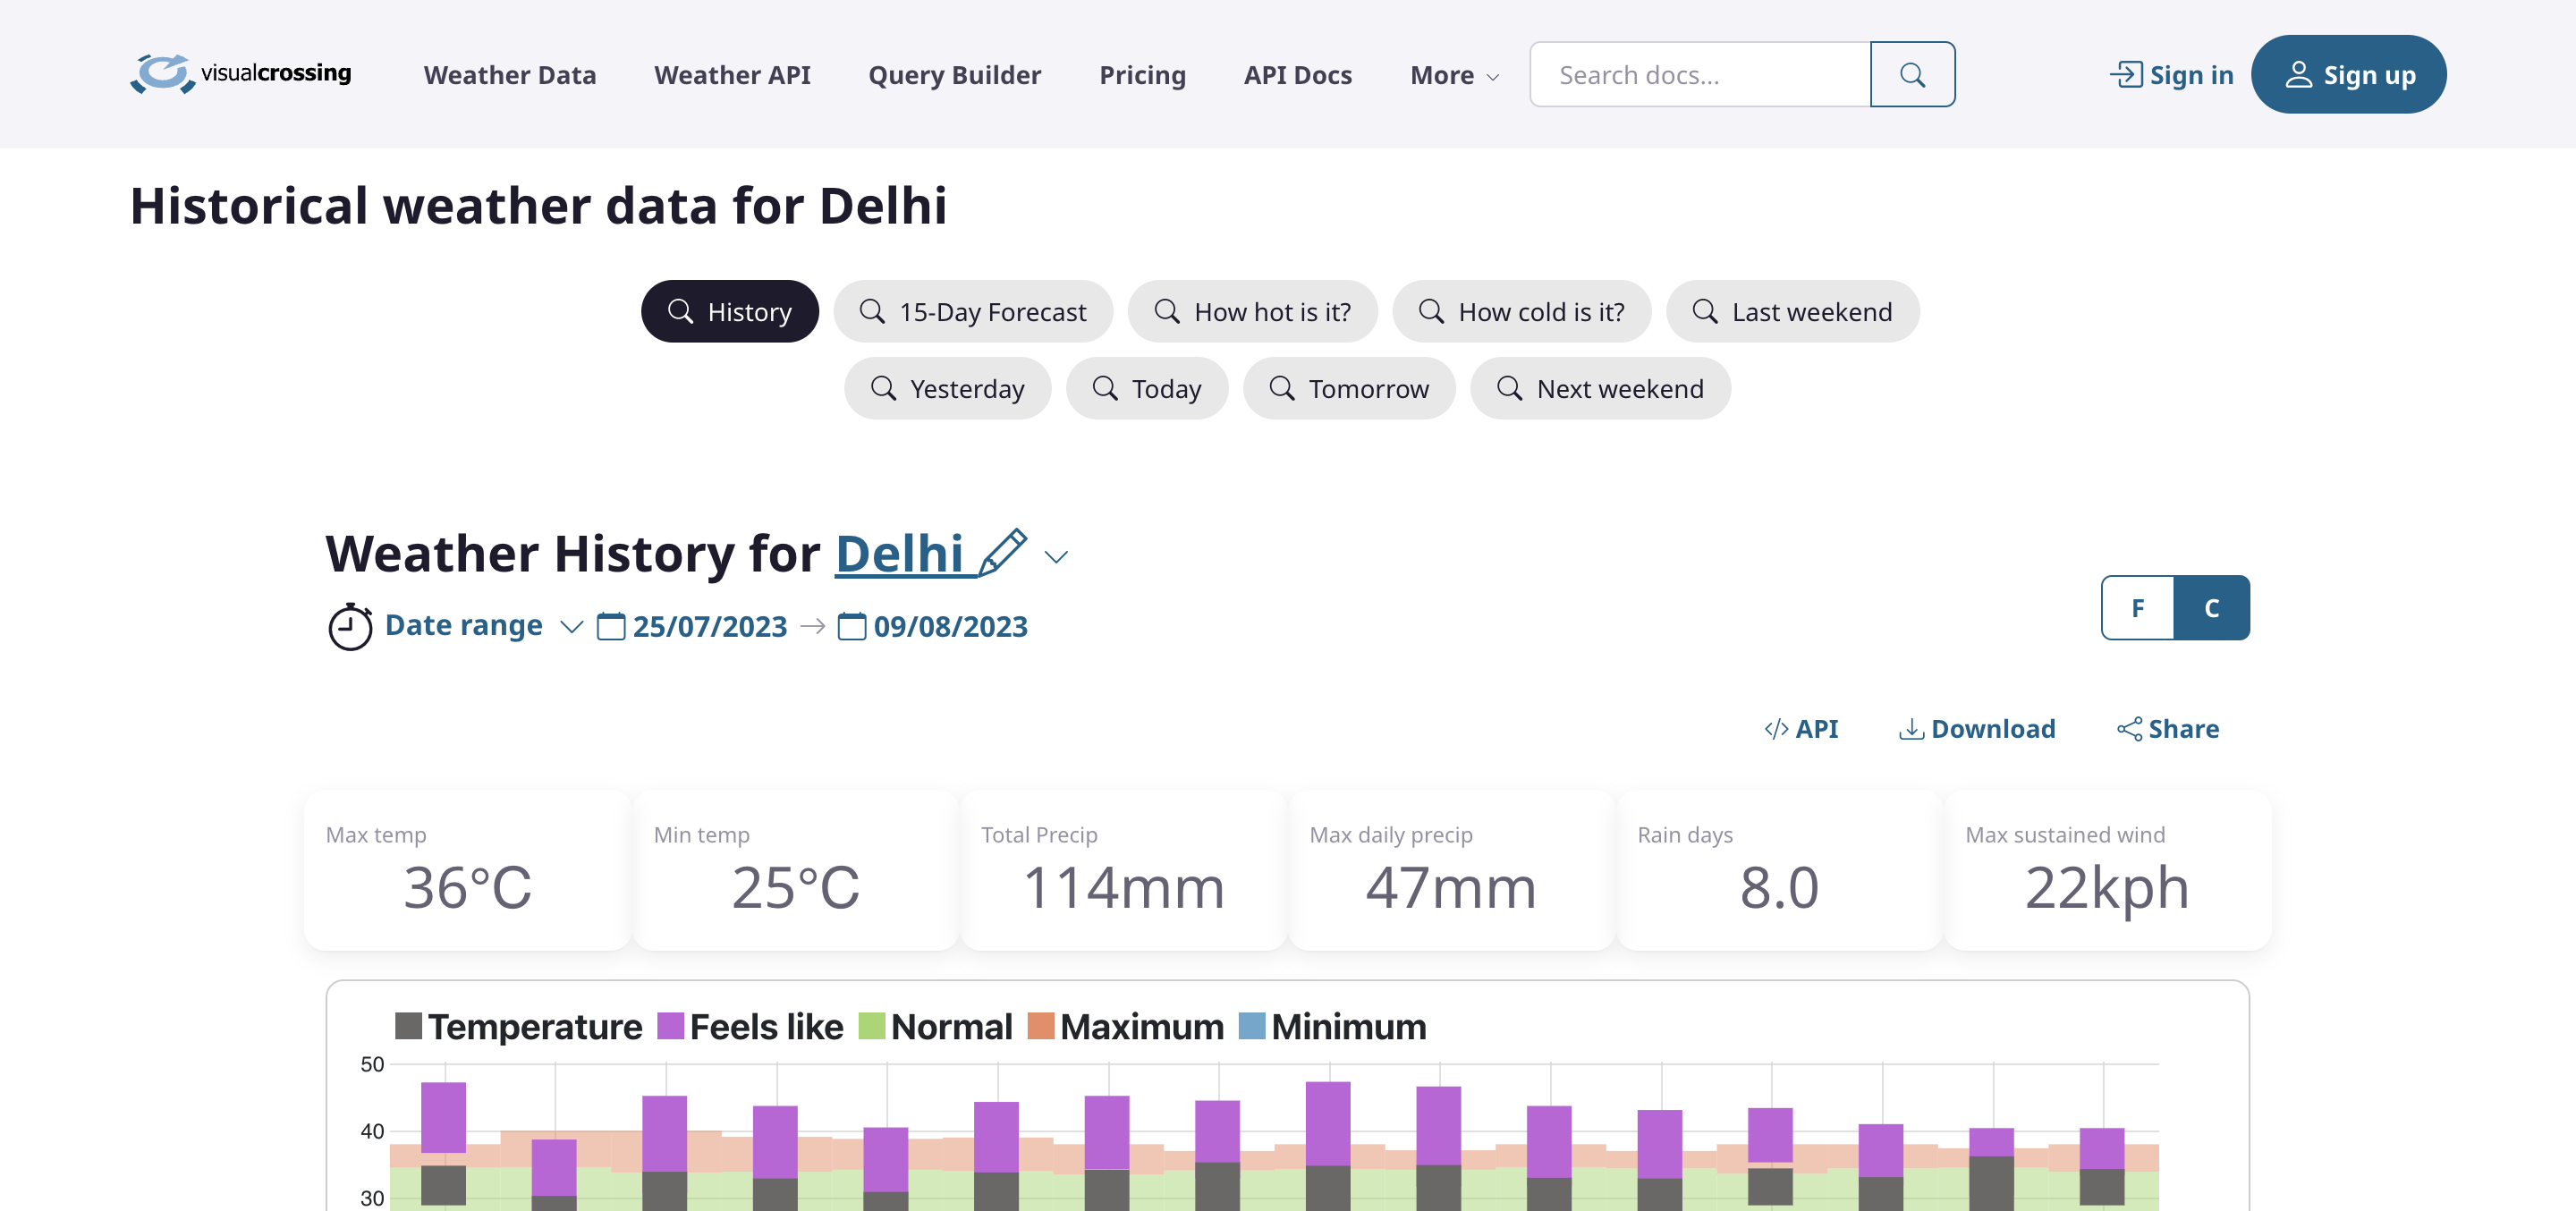 visualcrossing Weather Data Weather API Query Builder Pricing API Docs More Search docs... Sign in Sign up
Historical weather data for Delhi
History 15-Day Forecast How hot is it? How cold is it? Last weekend
Yesterday Today Tomorrow Next weekend
Weather History for Delhi
Date range 25/07/2023 → 09/08/2023
F C
API Download Share
Max temp Min temp Total Precip Max daily precip Rain days Max sustained wind
36°C 25°C 114mm 47mm 8.0 22kph
Temperature Feels like Normal Maximum Minimum
50
40
30